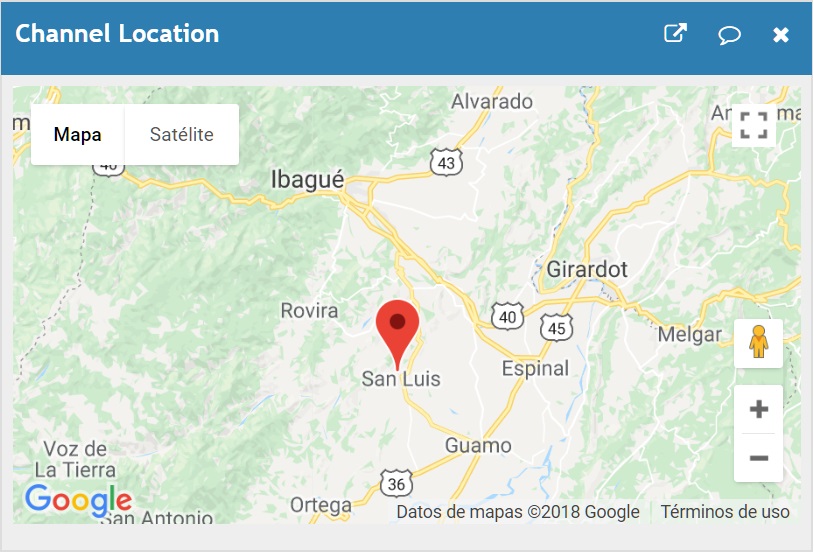 Channel Location
Alvarado
Mapa
Satélite
43
Ibagué
Girardot
Rovira
40
45
Melgar
San Luis
Espinal
Guamo
Voz de
La Tierra
36
Google
Ortega
San Antonio
Datos de mapas ©2018 Google
Términos de uso